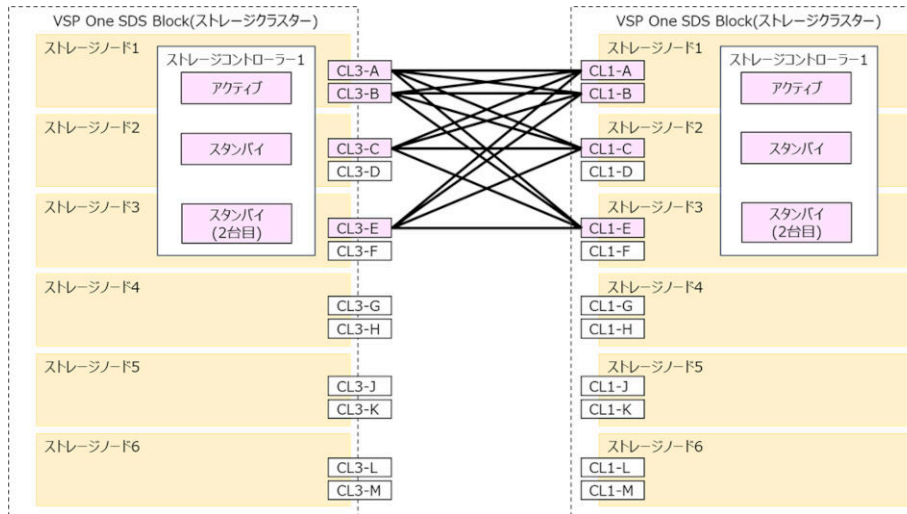 VSP One SDS Block(ストレージクラスター)
ストレージノード1
ストレージコントローラー1
アクティブ
CL3-A
CL3-B
ストレージノード2
スタンバイ
CL3-C
CL3-D
ストレージノード3
スタンバイ
(2台目)
CL3-E
CL3-F
ストレージノード4
CL3-G
CL3-H
ストレージノード5
CL3-J
CL3-K
ストレージノード6
CL3-L
CL3-M
VSP One SDS Block(ストレージクラスター)
ストレージノード1
ストレージコントローラー1
CL1-A
アクティブ
CL1-B
ストレージノード2
スタンバイ
CL1-C
CL1-D
ストレージノード3
スタンバイ
(2台目)
CL1-E
CL1-F
ストレージノード4
CL1-G
CL1-H
ストレージノード5
CL1-J
CL1-K
ストレージノード6
CL1-L
CL1-M